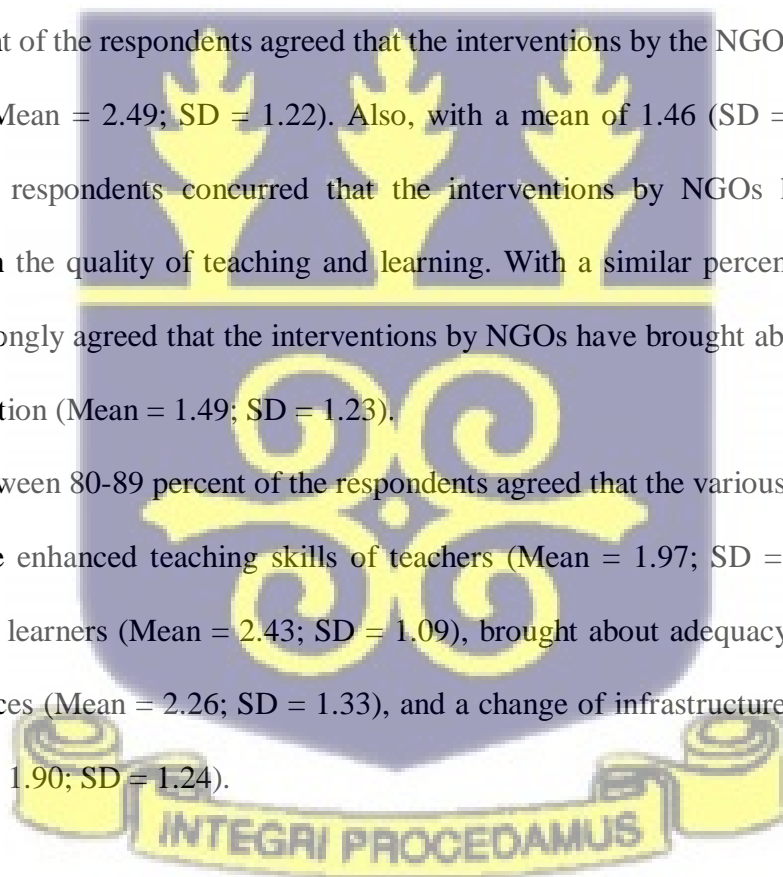 nt of the respondents agreed that the interventions by the NGO
Mean = 2.49; SD = 1.22). Also, with a mean of 1.46 (SD =
respondents concurred that the interventions by NGOs
the quality of teaching and learning. With a similar percen
ongly agreed that the interventions by NGOs have brought ab
tion (Mean = 1.49; SD = 1.23).
ween 80-89 percent of the respondents agreed that the various
e enhanced teaching skills of teachers (Mean = 1.97; SD =
learners (Mean = 2.43; SD = 1.09), brought about adequacy
ces (Mean = 2.26; SD = 1.33), and a change of infrastructure
1.90; SD = 1.24).
INTEGRI PROCEDAMUS